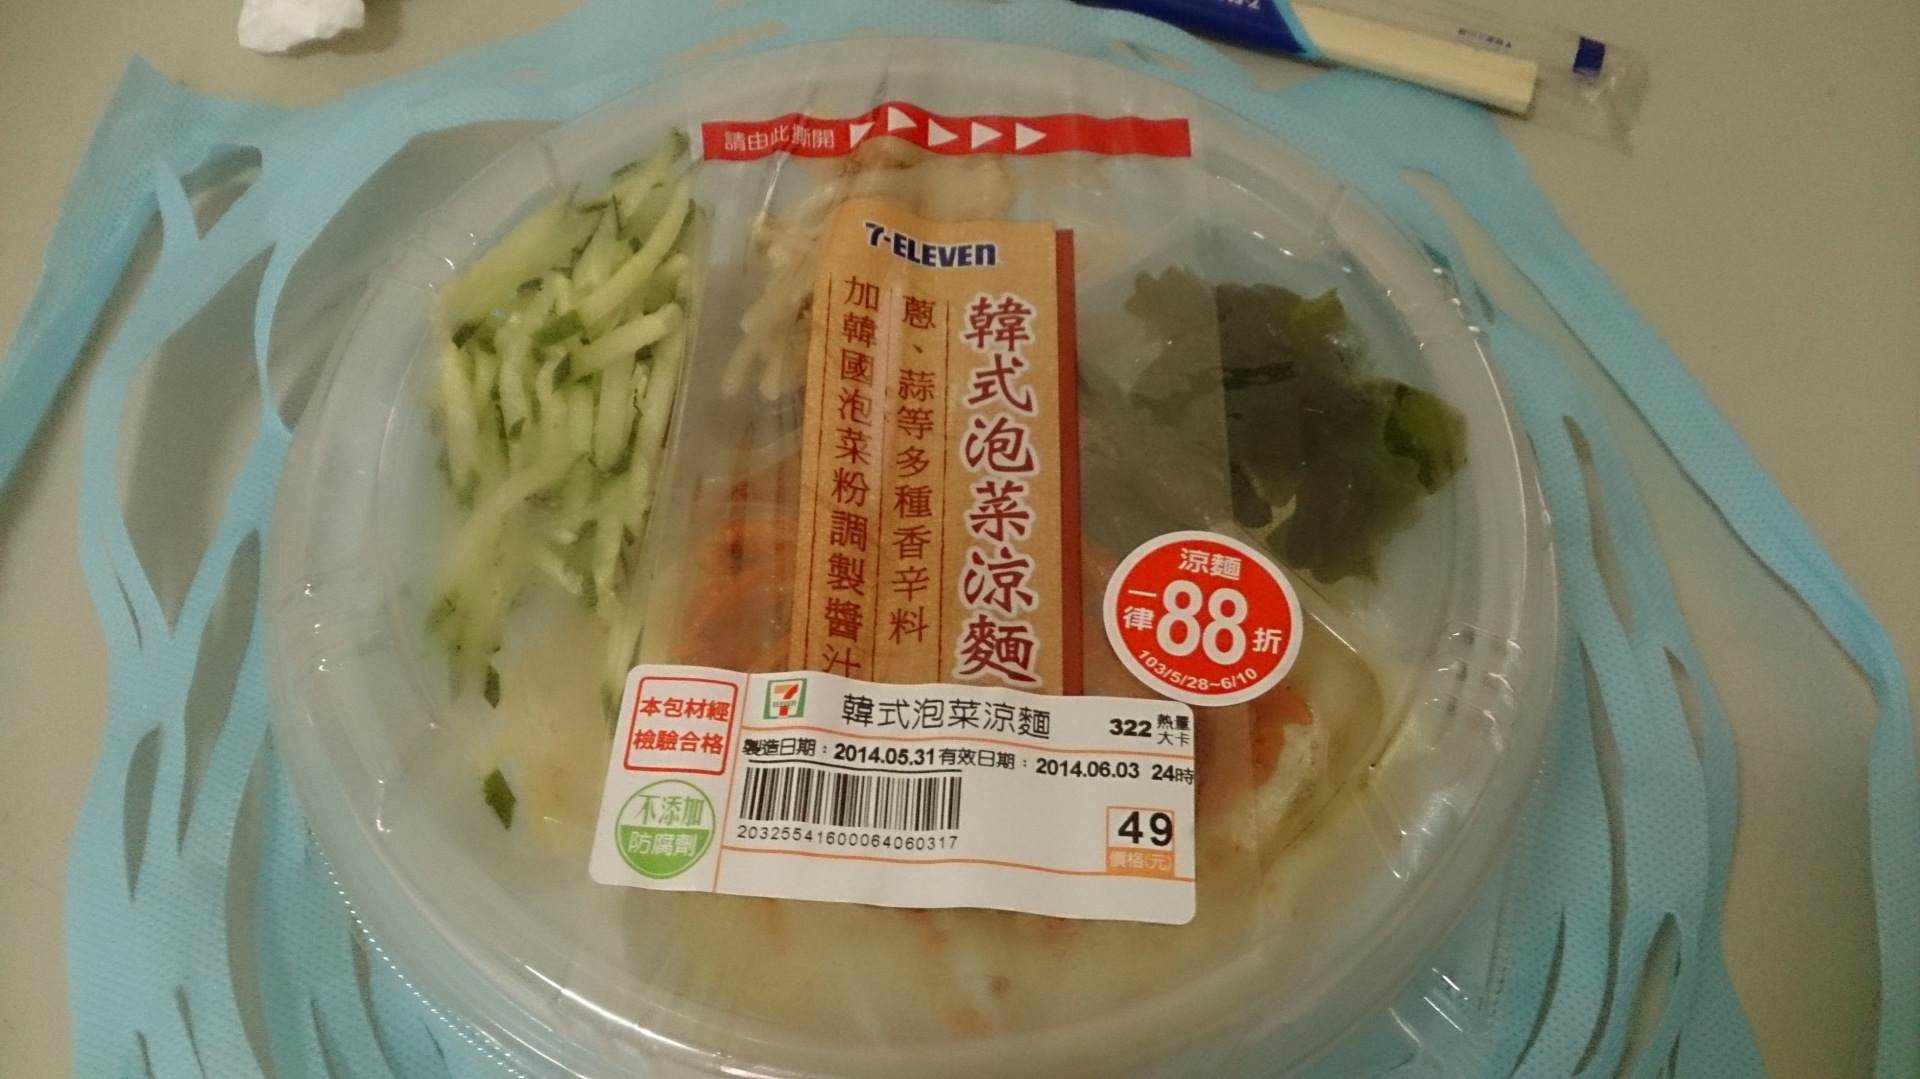 請由此撕開
7-ELEVEN
韓式泡菜涼麵
蔥、蒜等多種香辛料
加韓國泡菜粉調製醬汁
涼麵
一律88折
103/5/28~6/10
本包材經
檢驗合格
不添加
防腐劑
7
ELEVEN
韓式泡菜涼麵
322 熱量大卡
製造日期：2014.05.31 有效日期：2014.06.03 24時
20325541600064060317
49
價格(元)